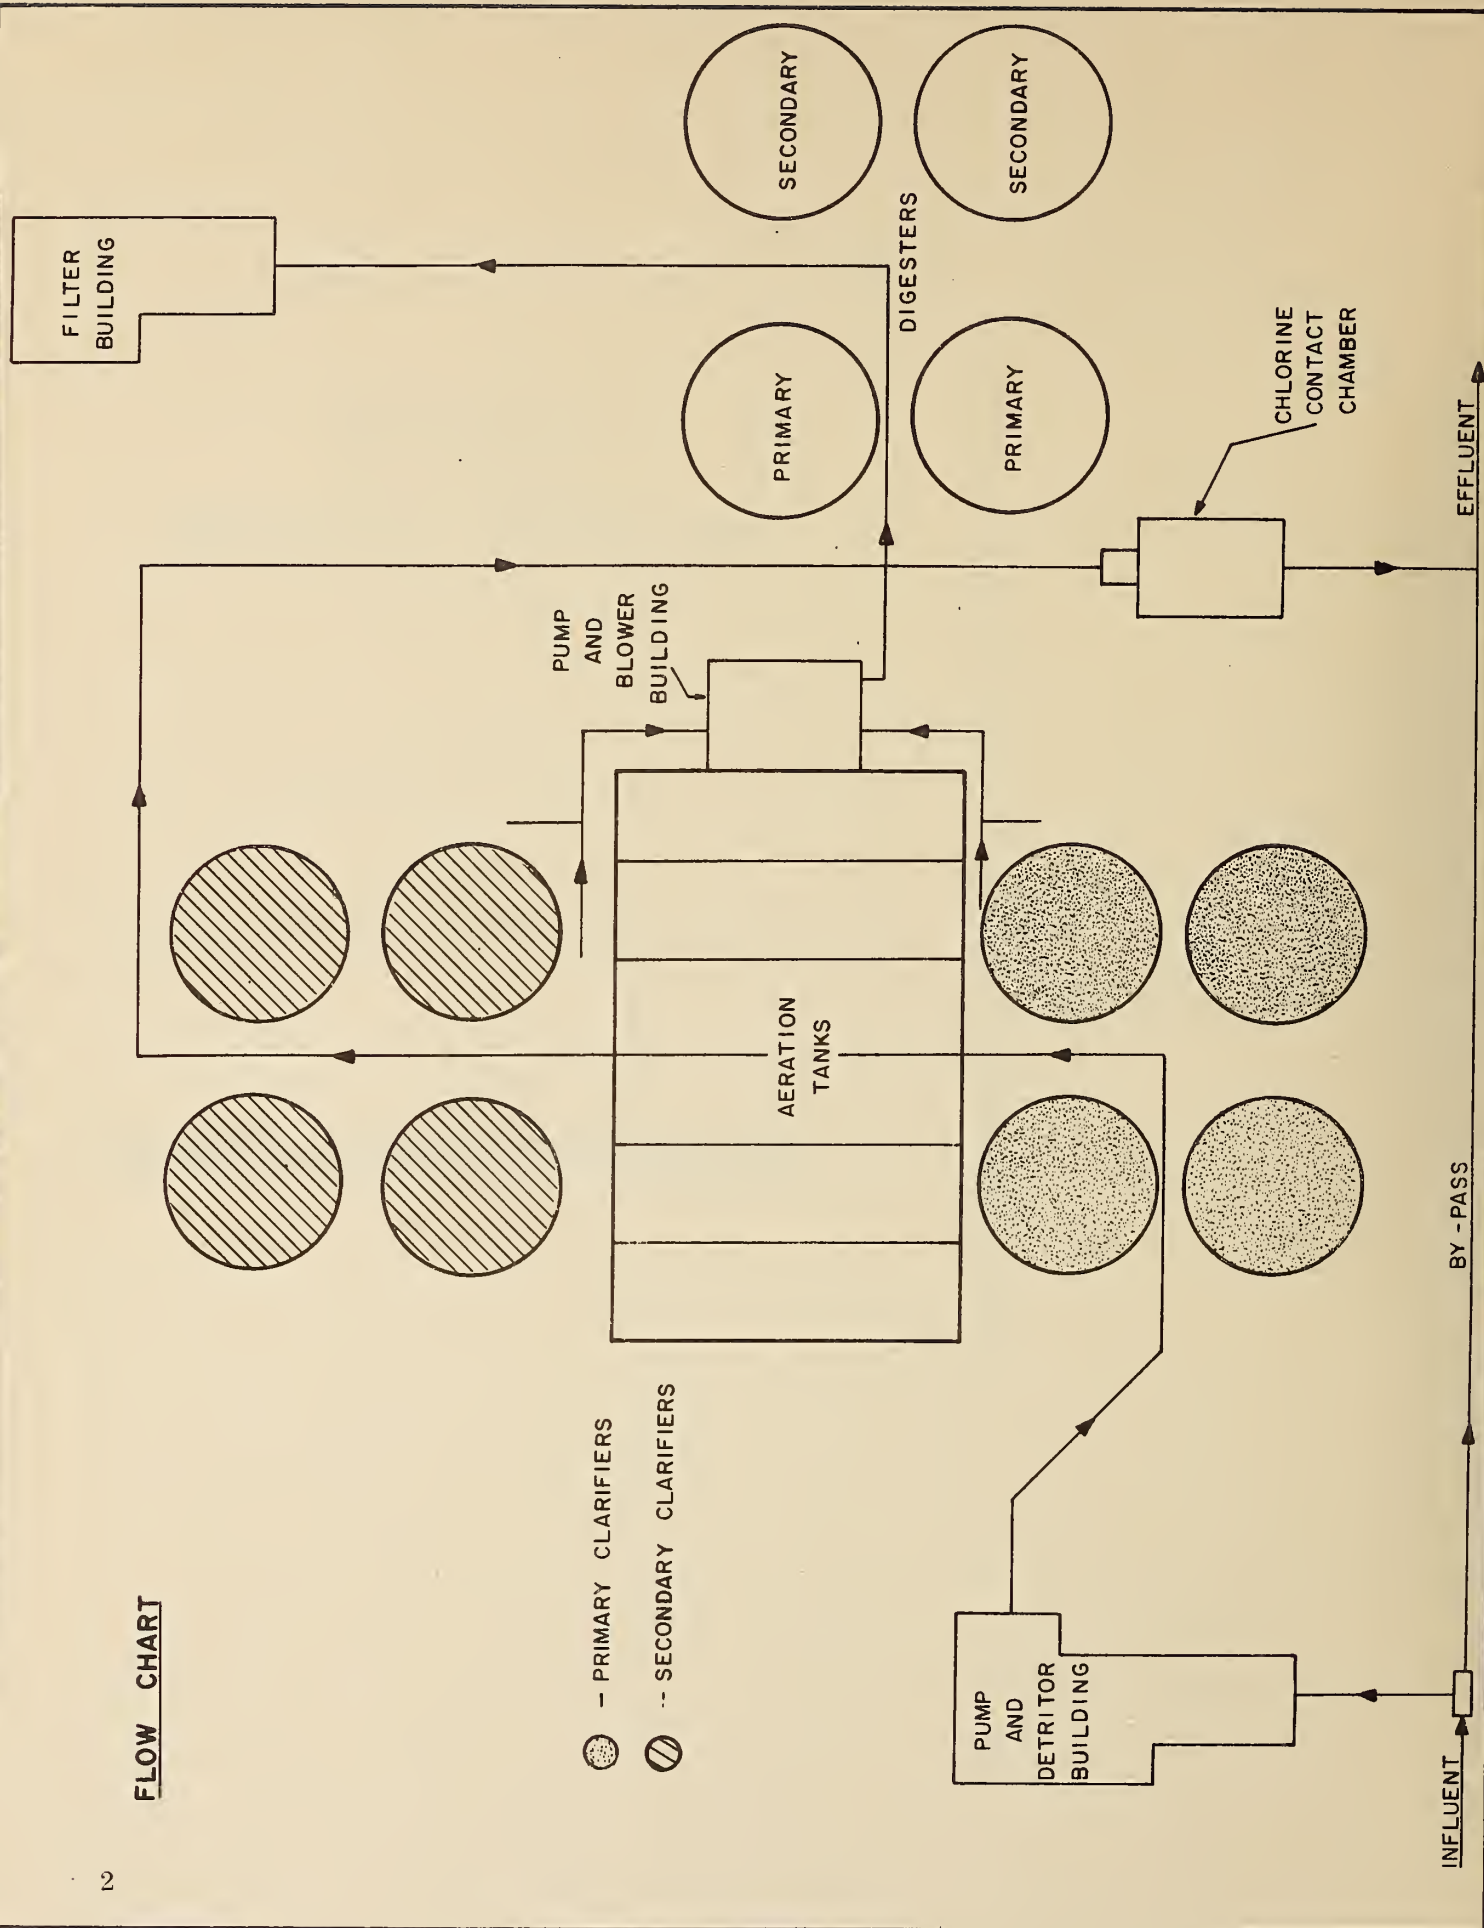 2
FLOW CHART
- PRIMARY CLARIFIERS
-- SECONDARY CLARIFIERS
FILTER
BUILDING
SECONDARY
SECONDARY
DIGESTERS
PRIMARY
PRIMARY
PUMP
AND
BLOWER
BUILDING
CHLORINE
CONTACT
CHAMBER
AERATION
TANKS
PUMP
AND
DETRITOR
BUILDING
INFLUENT
BY-PASS
EFFLUENT